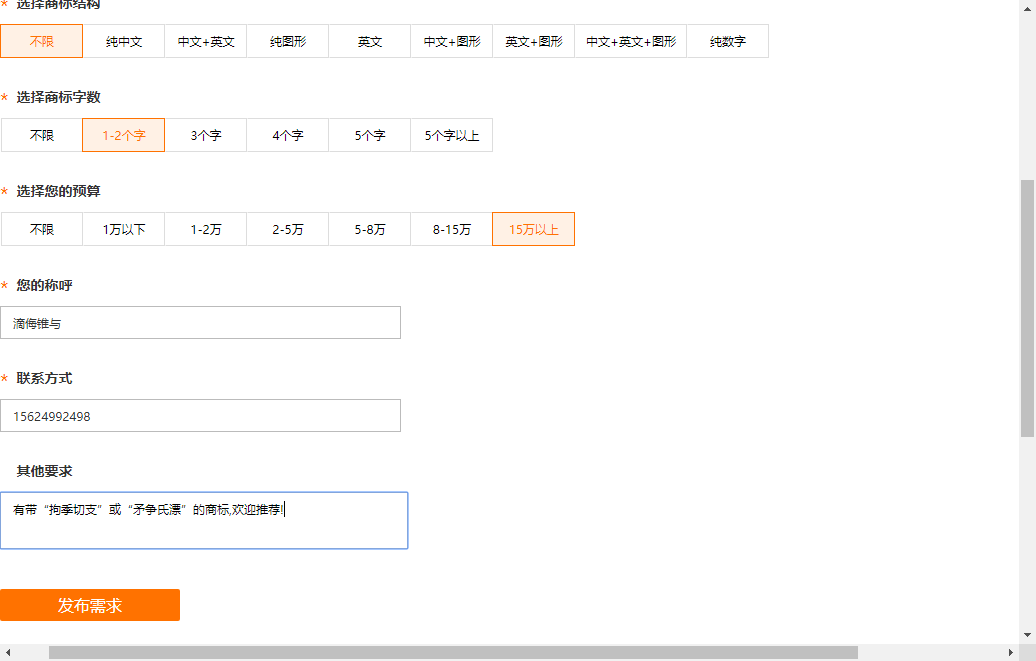 * 选择商标结构
不限 纯中文 中文+英文 纯图形 英文 中文+图形 英文+图形 中文+英文+图形 纯数字
* 选择商标字数
不限 1-2个字 3个字 4个字 5个字 5个字以上
* 选择您的预算
不限 1万以下 1-2万 2-5万 5-8万 8-15万 15万以上
* 您的称呼
滴侮锥与
* 联系方式
15624992498
其他要求
有带“拘季切支”或“矛争氏漂”的商标,欢迎推荐!
发布需求